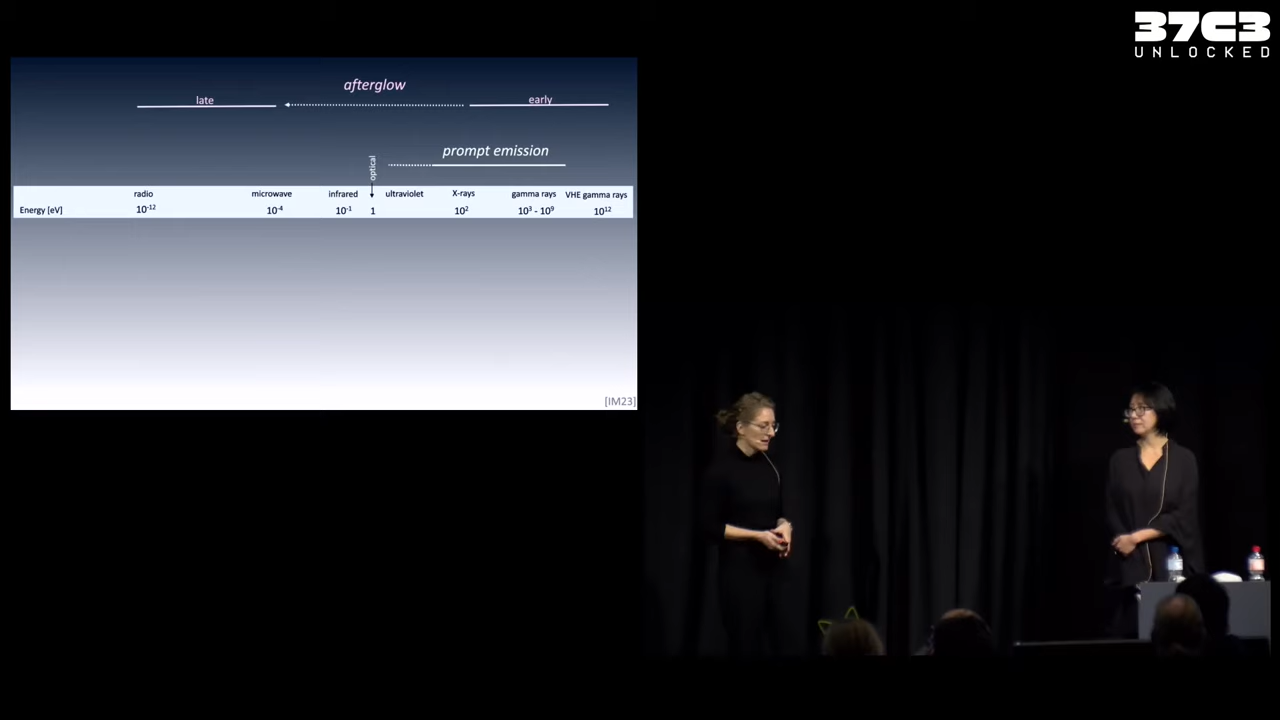 37C3
UNLOCKED
afterglow
late
early
prompt emission
optical
radio microwave infrared ultraviolet X-rays gamma rays VHE gamma rays
Energy [eV] 10⁻¹² 10⁻⁴ 10⁻¹ 1 10² 10³ - 10⁹ 10¹²
[IM23]